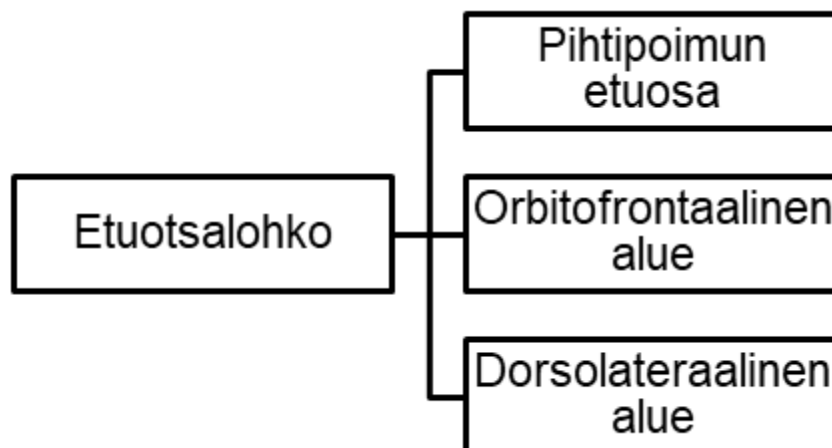 Pihtipoimun
etuosa
Etuotsalohko
Orbitofrontaalinen
alue
Dorsolateraalinen
alue